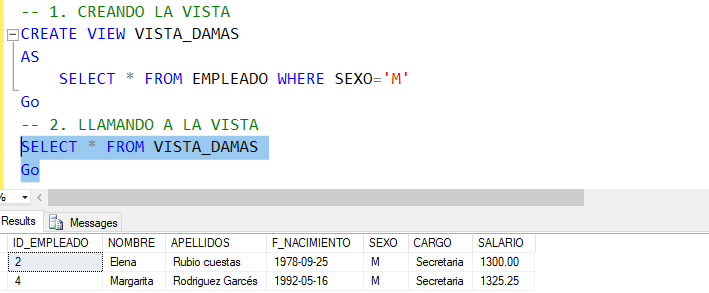 -- 1. CREANDO LA VISTA
CREATE VIEW VISTA_DAMAS
AS
SELECT * FROM EMPLEADO WHERE SEXO='M'
Go
-- 2. LLAMANDO A LA VISTA
SELECT * FROM VISTA_DAMAS
Go
%
Results Messages
ID_EMPLEADO NOMBRE APELLIDOS F_NACIMIENTO SEXO CARGO SALARIO
2 Elena Rubio cuestas 1978-09-25 M Secretaria 1300.00
4 Margarita Rodriguez Garcés 1992-05-16 M Secretaria 1325.25